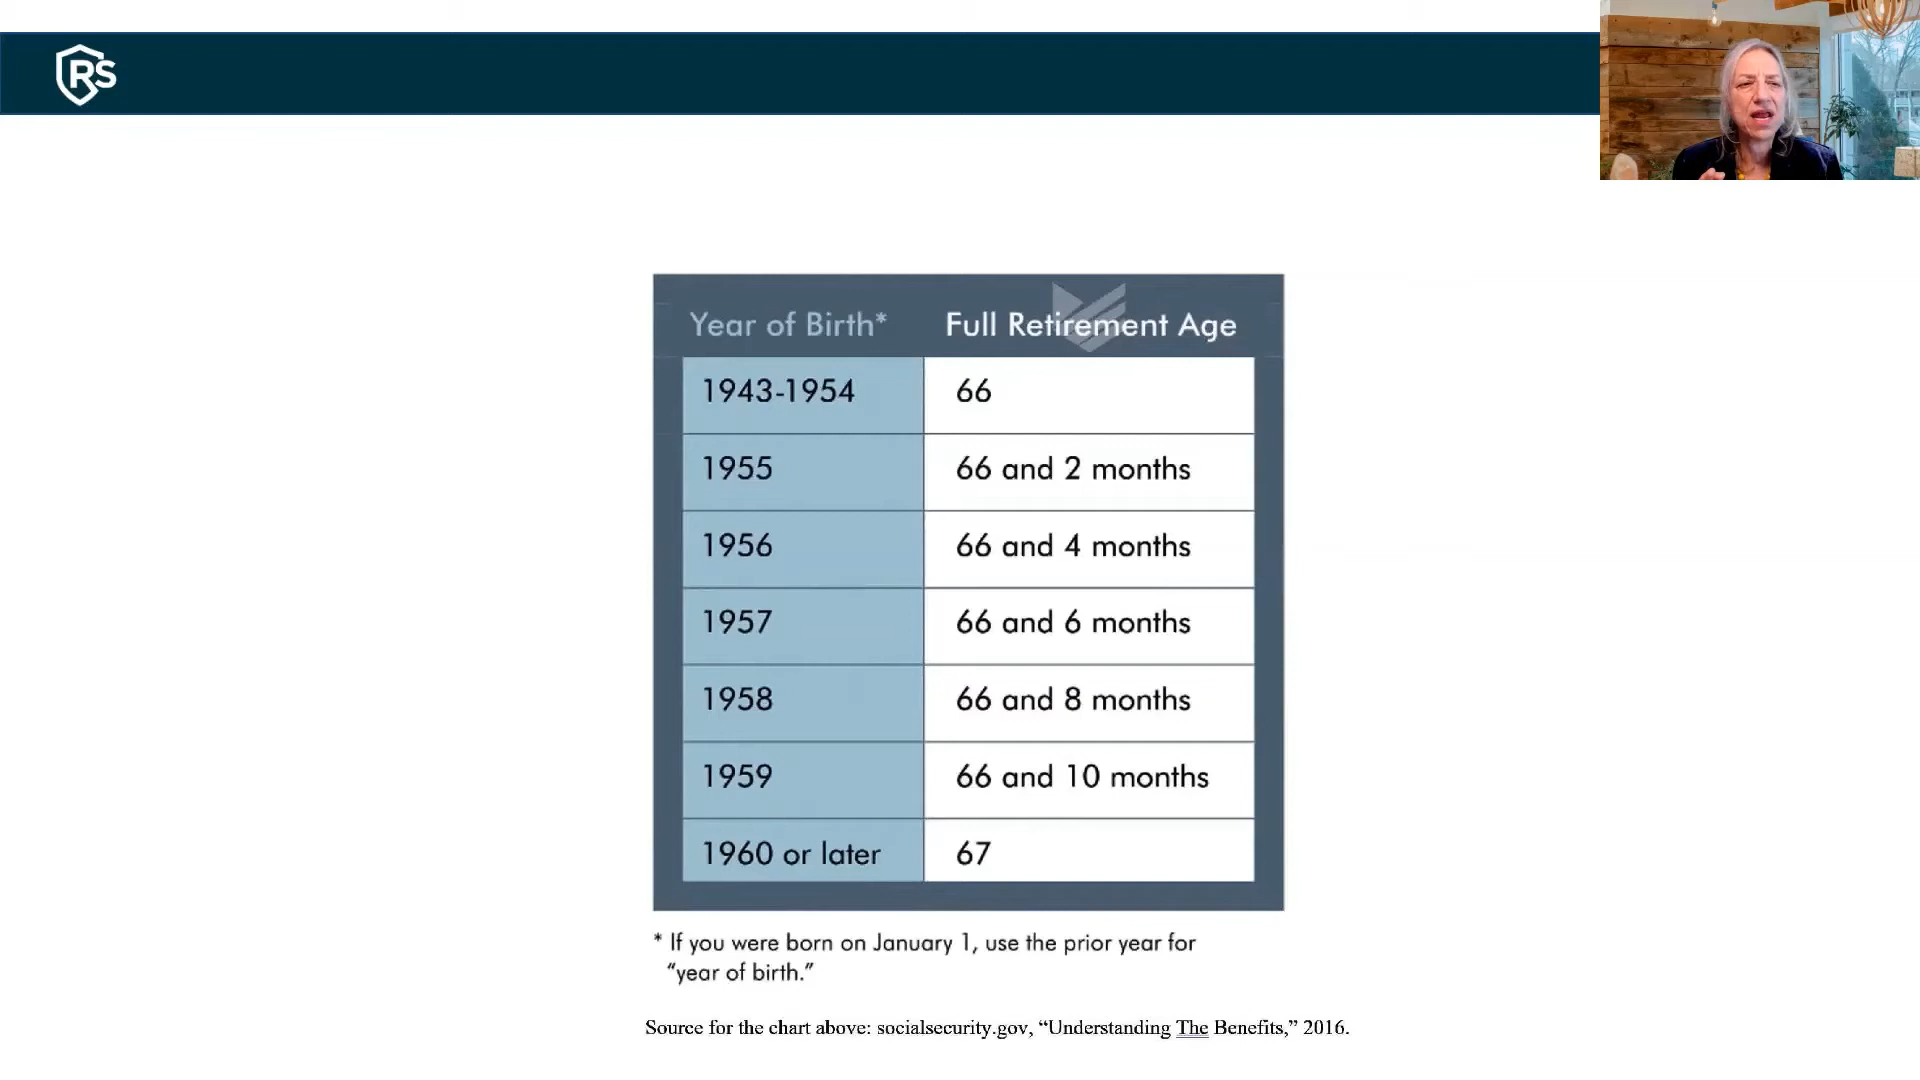 RS
Year of Birth* Full Retirement Age
1943-1954 66
1955 66 and 2 months
1956 66 and 4 months
1957 66 and 6 months
1958 66 and 8 months
1959 66 and 10 months
1960 or later 67
* If you were born on January 1, use the prior year for
“year of birth.”
Source for the chart above: socialsecurity.gov, “Understanding The Benefits,” 2016.